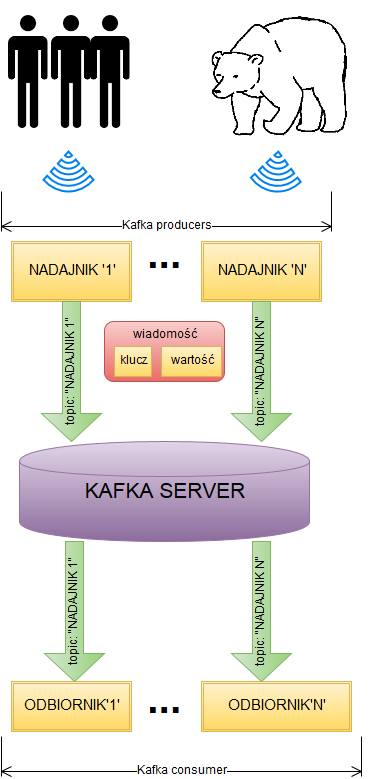 Kafka producers
NADAJNIK '1'
...
NADAJNIK 'N'
topic: "NADAJNIK 1"
wiadomość
klucz
wartość
topic: "NADAJNIK N"
KAFKA SERVER
topic: "NADAJNIK 1"
topic: "NADAJNIK N"
ODBIORNIK'1'
...
ODBIORNIK'N'
Kafka consumer